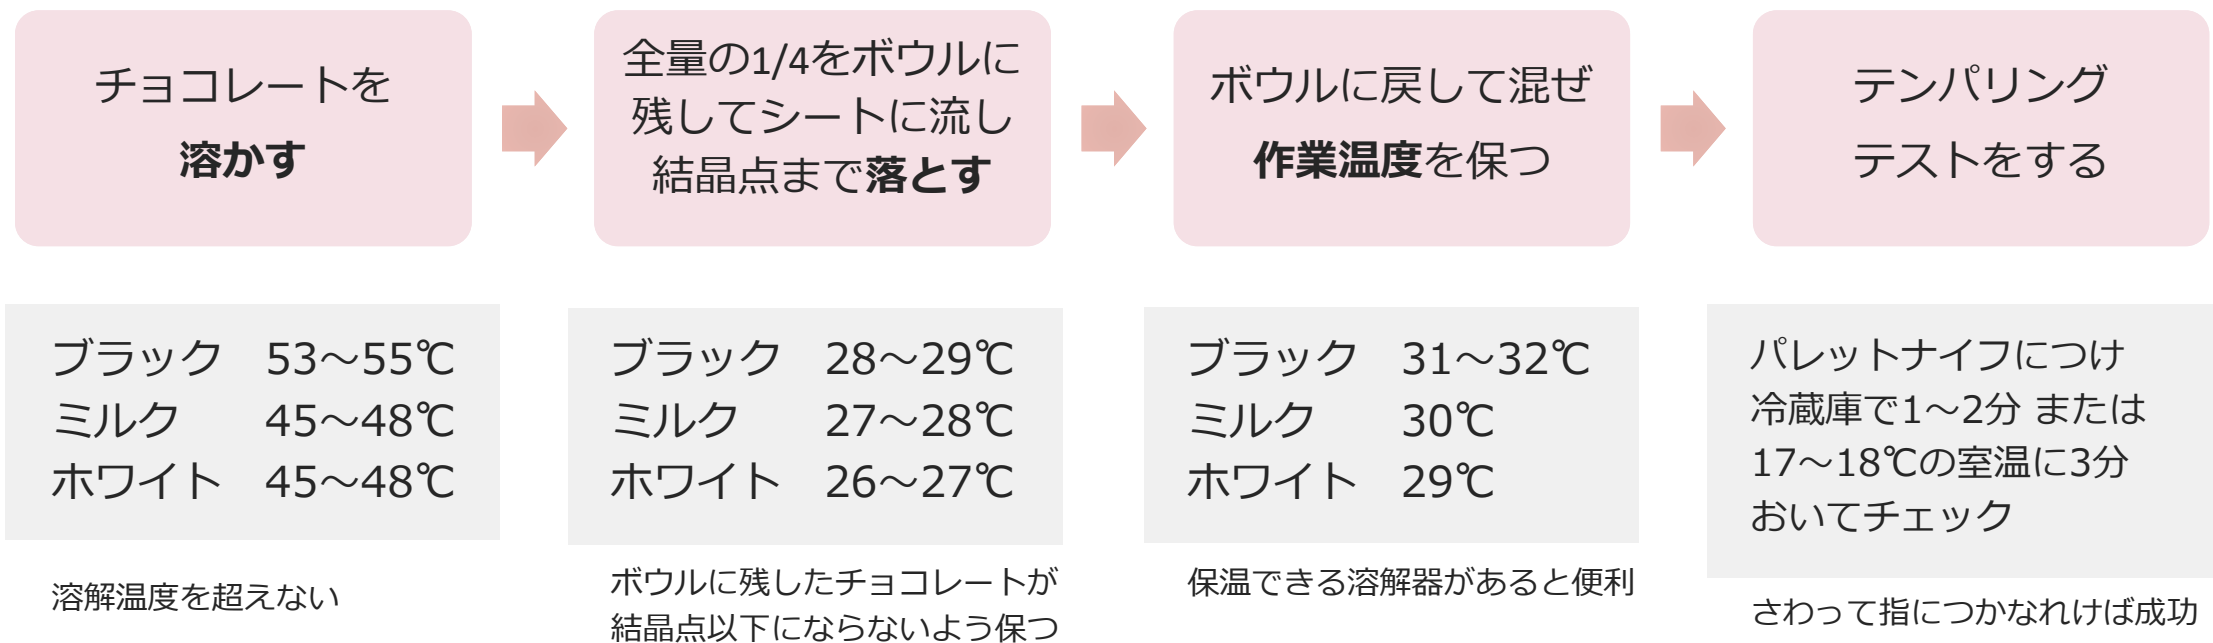 チョコレートを
溶かす
全量の1/4をボウルに
残してシートに流し
結晶点まで落とす
ボウルに戻して混ぜ
作業温度を保つ
テンパリング
テストをする
ブラック 53～55℃
ミルク 45～48℃
ホワイト 45～48℃
溶解温度を超えない
ブラック 28～29℃
ミルク 27～28℃
ホワイト 26～27℃
ボウルに残したチョコレートが
結晶点以下にならないよう保つ
ブラック 31～32℃
ミルク 30℃
ホワイト 29℃
保温できる溶解器があると便利
パレットナイフにつけ
冷蔵庫で1～2分 または
17～18℃の室温に3分
おいてチェック
さわって指につかなれけば成功